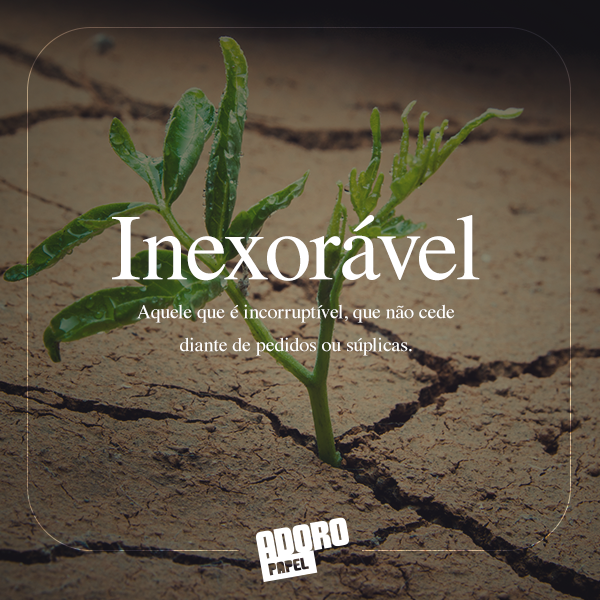 Inexorável
Aquele que é incorruptível, que não cede
diante de pedidos ou súplicas.
ADORO
PAPEL